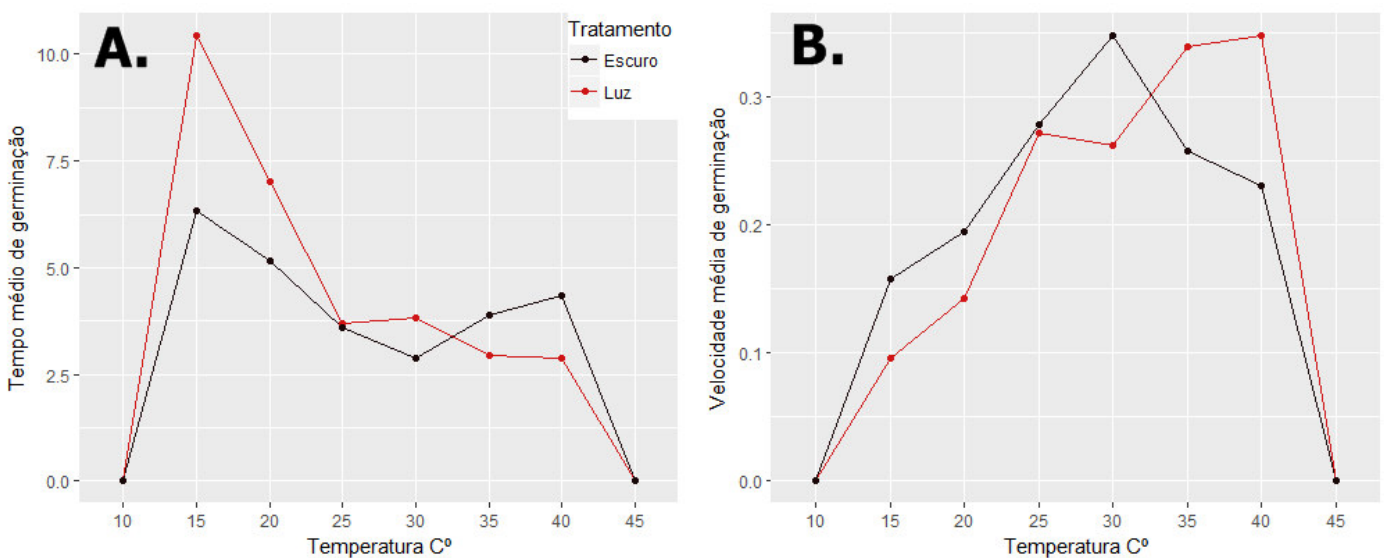 A.
Tratamento
Escuro
Luz
Tempo médio de germinação
10.0
7.5
5.0
2.5
0.0
10 15 20 25 30 35 40 45
Temperatura Cº
B.
Velocidade média de germinação
0.3
0.2
0.1
0.0
10 15 20 25 30 35 40 45
Temperatura Cº